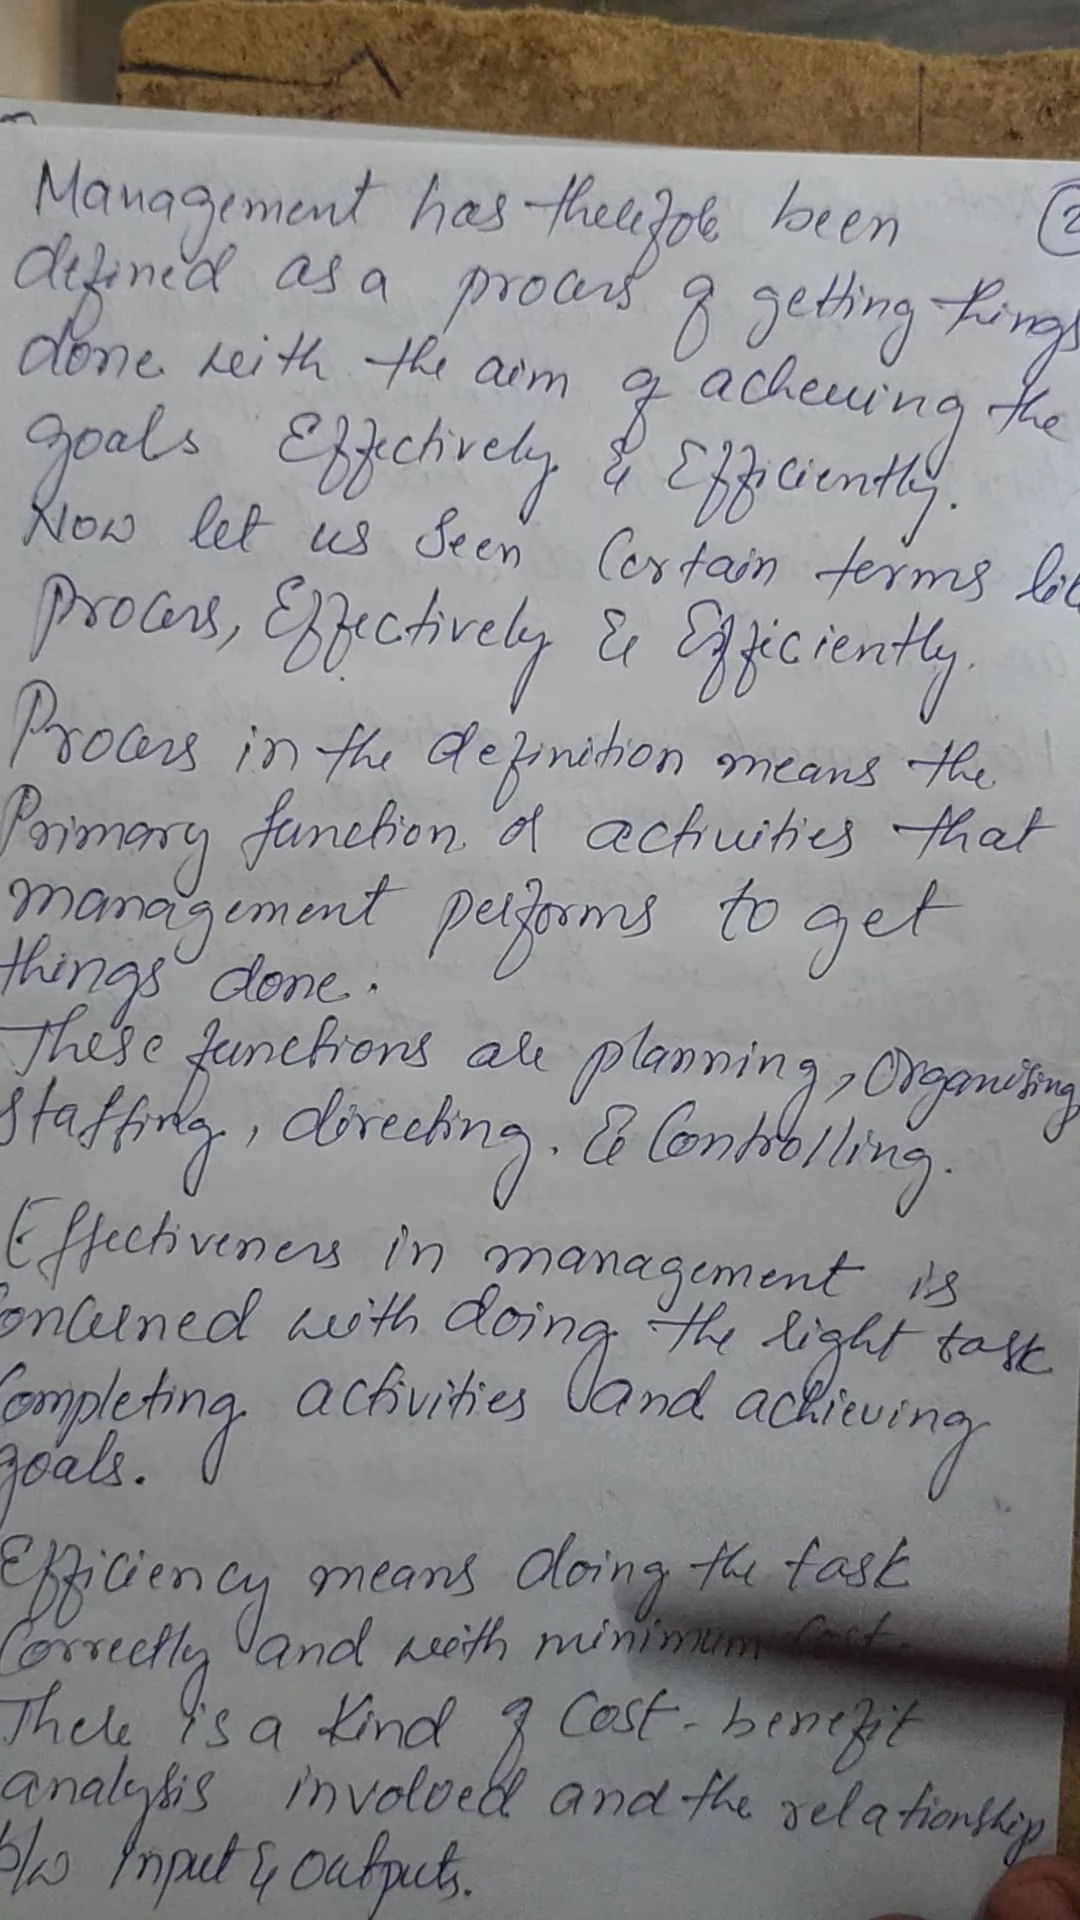 Management has therefore been
②
defined as a process of getting things
done with the aim of acheving the
goals Effectively & Efficiently.
Now let us seen Certain terms lik
Process, Effectively & Efficiently.
Process in the definition means the
Primary function of activities that
management performs to get
things done.
These functions are planning, Organising
staffing, directing. & Controlling.
Effectiveness in management is
concerned with doing the right task
Completing activities and achieving
goals.
Efficiency means doing the task
Correctly and with minimum Cost.
There is a kind of Cost-benefit
analysis involved and the relationship
b/w Input & outputs.